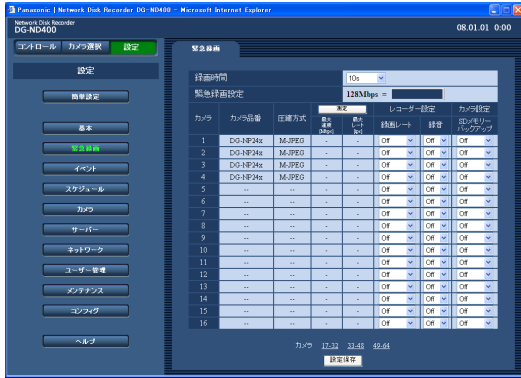 Panasonic | Network Disk Recorder DG-ND400 - Microsoft Internet Explorer
Network Disk Recorder
DG-ND400
08.01.01 0:00
コントロール カメラ選択 設定
緊急録画
設定
簡単設定
基本
緊急録画
イベント
スケジュール
カメラ
サーバー
ネットワーク
ユーザー管理
メンテナンス
コンフィグ
ヘルプ
録画時間 10s
緊急録画設定 128Mbps =
測定 レコーダー設定 カメラ設定
カメラ カメラ品番 圧縮方式 最大速度[Mbps] 最大レート[ips] 録画レート 録音 SDメモリーバックアップ
1 DG-NP24x M-JPEG - - Off Off Off
2 DG-NP24x M-JPEG - - Off Off Off
3 DG-NP24x M-JPEG - - Off Off Off
4 DG-NP24x M-JPEG - - Off Off Off
5 -- -- - - Off Off Off
6 -- -- - - Off Off Off
7 -- -- - - Off Off Off
8 -- -- - - Off Off Off
9 -- -- - - Off Off Off
10 -- -- - - Off Off Off
11 -- -- - - Off Off Off
12 -- -- - - Off Off Off
13 -- -- - - Off Off Off
14 -- -- - - Off Off Off
15 -- -- - - Off Off Off
16 -- -- - - Off Off Off
カメラ 17-32 33-48 49-64
設定保存